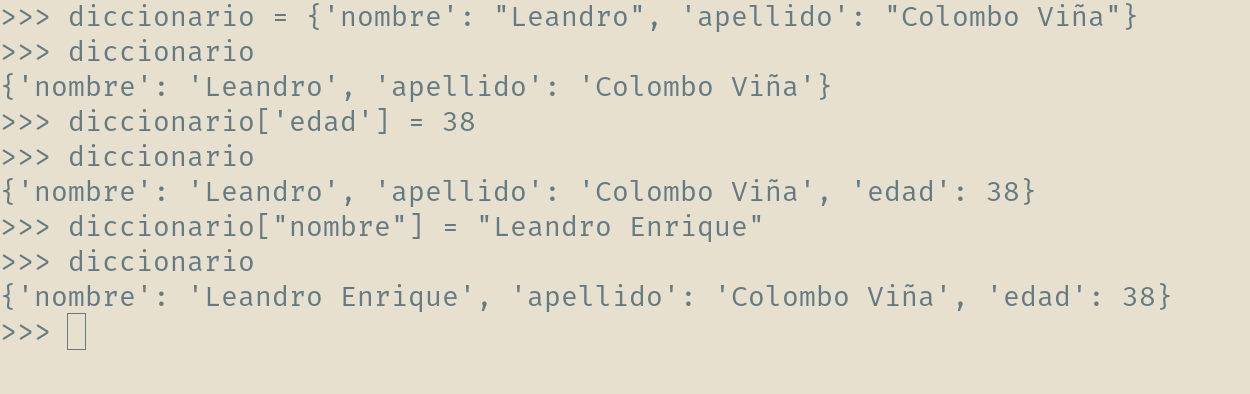 >>> diccionario = {'nombre': "Leandro", 'apellido': "Colombo Viña"}
>>> diccionario
{'nombre': 'Leandro', 'apellido': 'Colombo Viña'}
>>> diccionario['edad'] = 38
>>> diccionario
{'nombre': 'Leandro', 'apellido': 'Colombo Viña', 'edad': 38}
>>> diccionario["nombre"] = "Leandro Enrique"
>>> diccionario
{'nombre': 'Leandro Enrique', 'apellido': 'Colombo Viña', 'edad': 38}
>>>